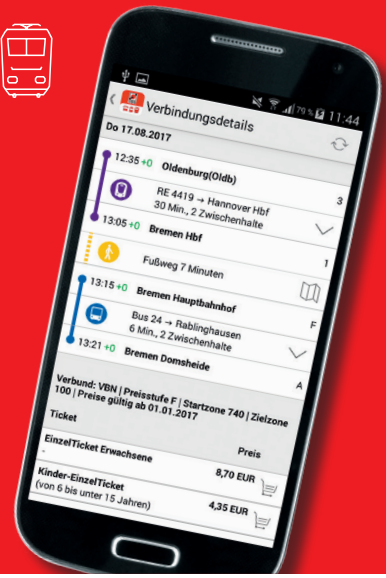 79 % 11:44
Verbindungsdetails
Do 17.08.2017
12:35 +0 Oldenburg(Oldb) 3
RE 4419 → Hannover Hbf
30 Min., 2 Zwischenhalte
13:05 +0 Bremen Hbf 1
Fußweg 7 Minuten
13:15 +0 Bremen Hauptbahnhof F
Bus 24 → Rablinghausen
6 Min., 2 Zwischenhalte
13:21 +0 Bremen Domsheide A
Verbund: VBN | Preisstufe F | Startzone 740 | Zielzone
100 | Preise gültig ab 01.01.2017
Ticket Preis
EinzelTicket Erwachsene 8,70 EUR
-
Kinder-EinzelTicket 4,35 EUR
(von 6 bis unter 15 Jahren)